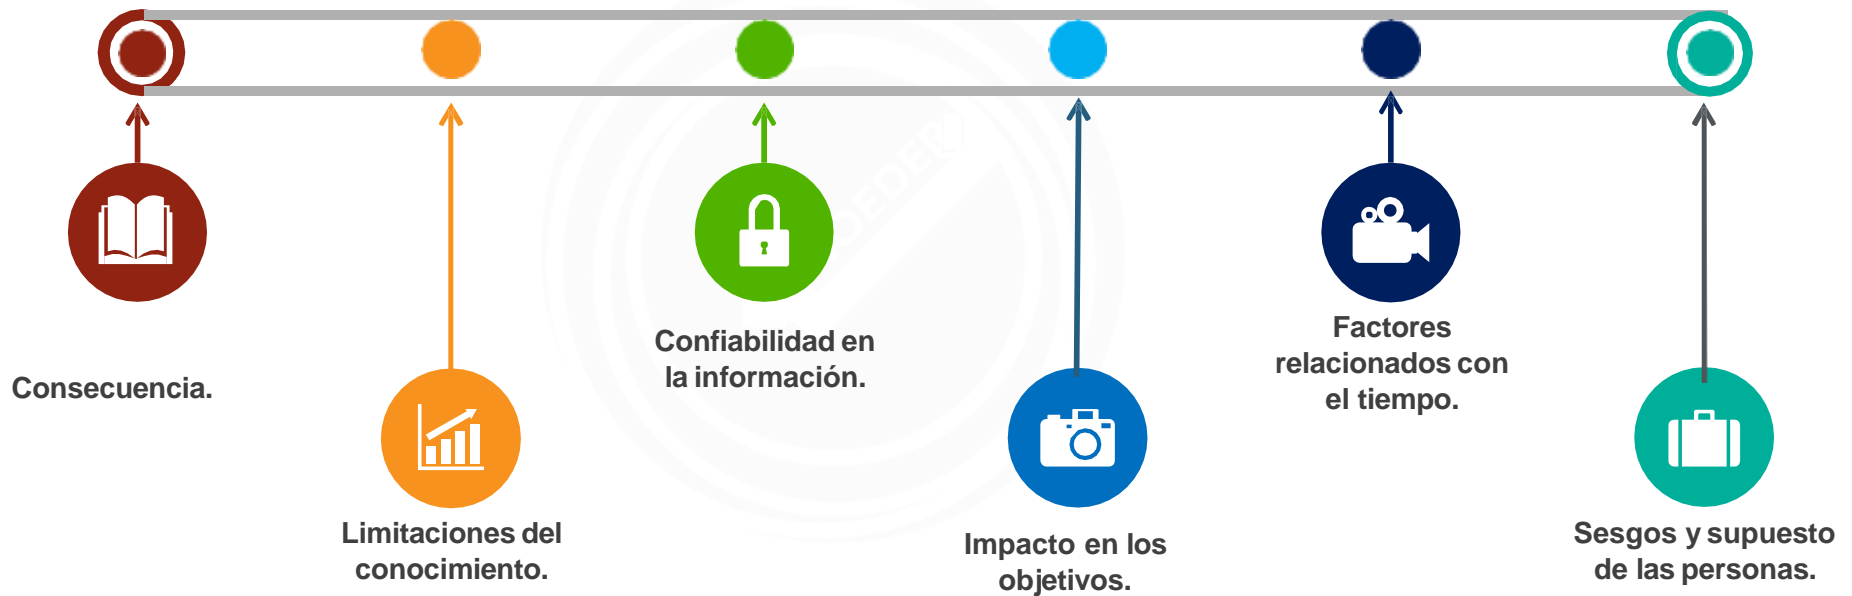 Consecuencia.
Limitaciones del
conocimiento.
Confiabilidad en
la información.
Impacto en los
objetivos.
Factores
relacionados con
el tiempo.
Sesgos y supuesto
de las personas.